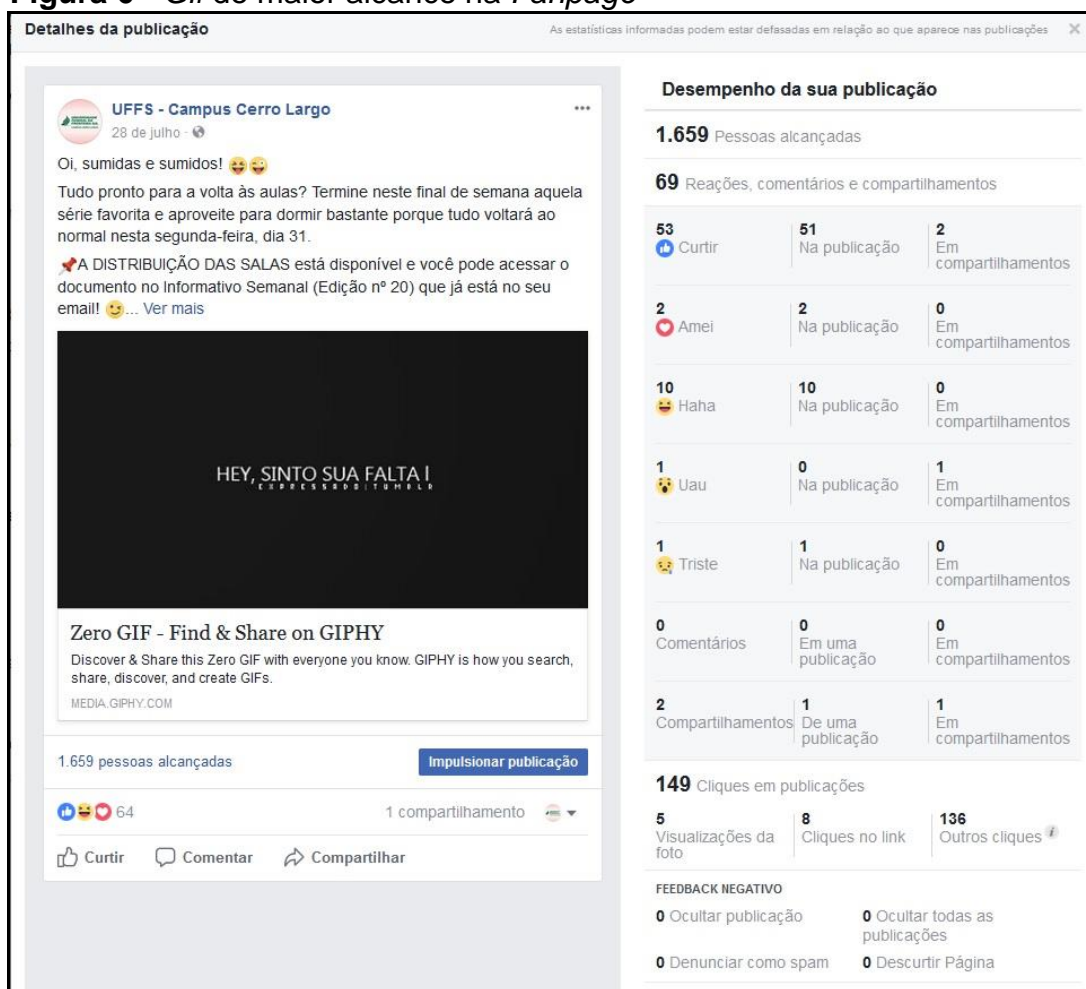 Detalhes da publicação
As estatísticas informadas podem estar defasadas em relação ao que aparece nas publicações
UFFS - Campus Cerro Largo
28 de julho
Oi, sumidas e sumidos!
Tudo pronto para a volta às aulas? Termine neste final de semana aquela
série favorita e aproveite para dormir bastante porque tudo voltará ao
normal nesta segunda-feira, dia 31.
A DISTRIBUIÇÃO DAS SALAS está disponível e você pode acessar o
documento no Informativo Semanal (Edição nº 20) que já está no seu
email! ... Ver mais
HEY, SINTO SUA FALTA
Zero GIF - Find & Share on GIPHY
Discover & Share this Zero GIF with everyone you know. GIPHY is how you search,
share, discover, and create GIFs.
MEDIA.GIPHY.COM
1.659 pessoas alcançadas
Impulsionar publicação
64
1 compartilhamento
Curtir Comentar Compartilhar
Desempenho da sua publicação
1.659 Pessoas alcançadas
69 Reações, comentários e compartilhamentos
53 51 2
Curtir Na publicação Em
compartilhamentos
2 2 0
Amei Na publicação Em
compartilhamentos
10 10 0
Haha Na publicação Em
compartilhamentos
1 0 1
Uau Na publicação Em
compartilhamentos
1 1 0
Triste Na publicação Em
compartilhamentos
0 0 0
Comentários Em uma Em
publicação compartilhamentos
2 1 1
Compartilhamentos De uma Em
publicação compartilhamentos
149 Cliques em publicações
5 8 136
Visualizações da Cliques no link Outros cliques
foto
FEEDBACK NEGATIVO
0 Ocultar publicação 0 Ocultar todas as
publicações
0 Denunciar como spam 0 Descurtir Página